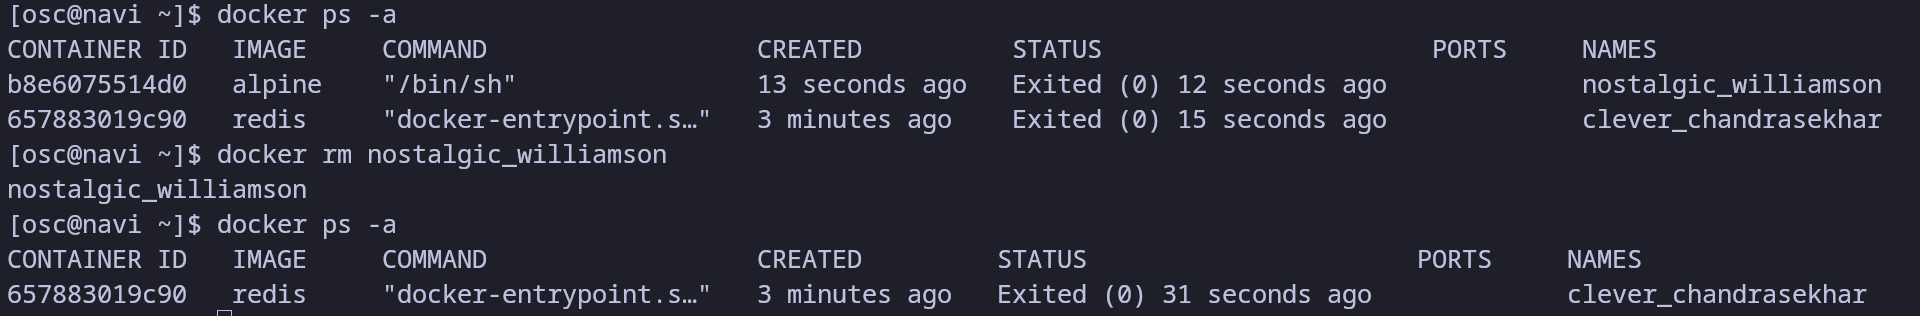 [osc@navi ~]$ docker ps -a
CONTAINER ID   IMAGE     COMMAND                  CREATED          STATUS                      PORTS     NAMES
b8e6075514d0   alpine    "/bin/sh"                13 seconds ago   Exited (0) 12 seconds ago             nostalgic_williamson
657883019c90   redis     "docker-entrypoint.s…"   3 minutes ago    Exited (0) 15 seconds ago             clever_chandrasekhar
[osc@navi ~]$ docker rm nostalgic_williamson
nostalgic_williamson
[osc@navi ~]$ docker ps -a
CONTAINER ID   IMAGE     COMMAND                  CREATED         STATUS                      PORTS     NAMES
657883019c90   redis     "docker-entrypoint.s…"   3 minutes ago   Exited (0) 31 seconds ago             clever_chandrasekhar